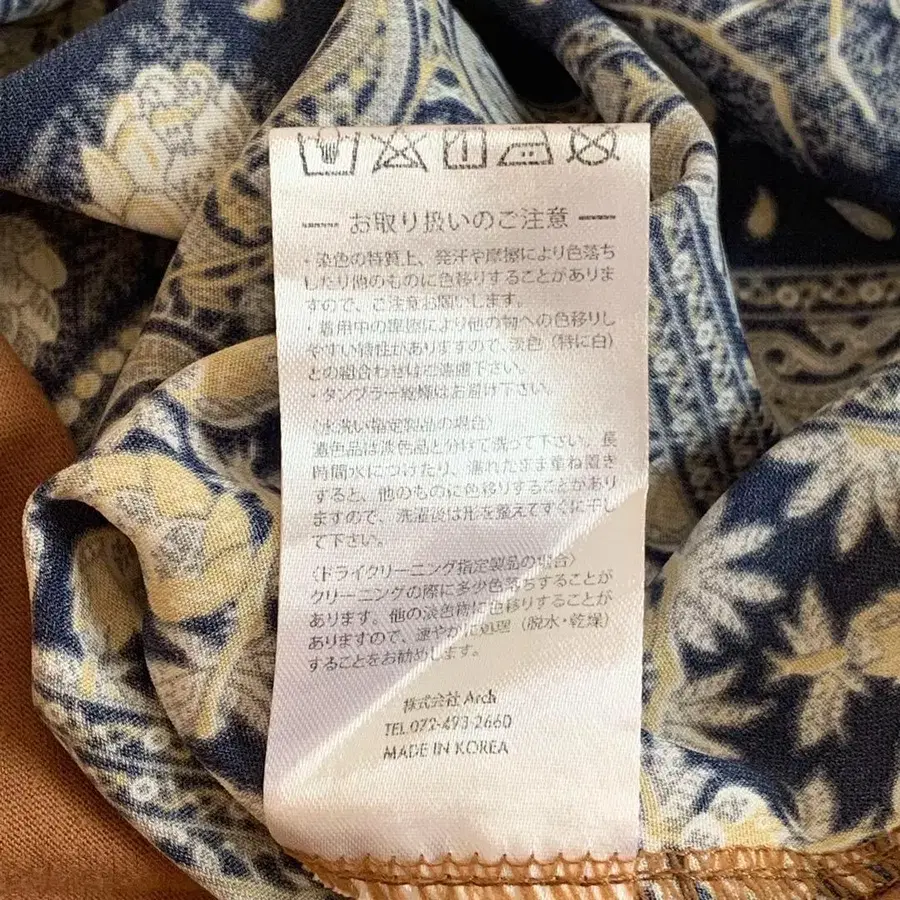 お取り扱いのご注意
・染色の特質上、発汗や摩擦により色落ち
したり他のものに色移りすることがありま
すので、ご注意お願いします。
・着用中の摩擦により他の物への色移りし
やすい特性がありますので、淡色（特に白）
との組合わせはご遠慮下さい。
・タンブラー乾燥はお避け下さい。
〈水洗い指定製品の場合〉
濃色品は淡色品と分けて洗って下さい。長
時間水につけたり、濡れたまま重ね置き
すると、他のものに色移りすることがあり
ますので、洗濯後は形を整えてすぐに干し
て下さい。
〈ドライクリーニング指定製品の場合〉
クリーニングの際に多少色落ちすることが
あります。他の淡色物に色移りすることが
ありますので、速やかに処理（脱水・乾燥）
することをお勧めします。
株式会社 Arch
TEL.072-493-2660
MADE IN KOREA